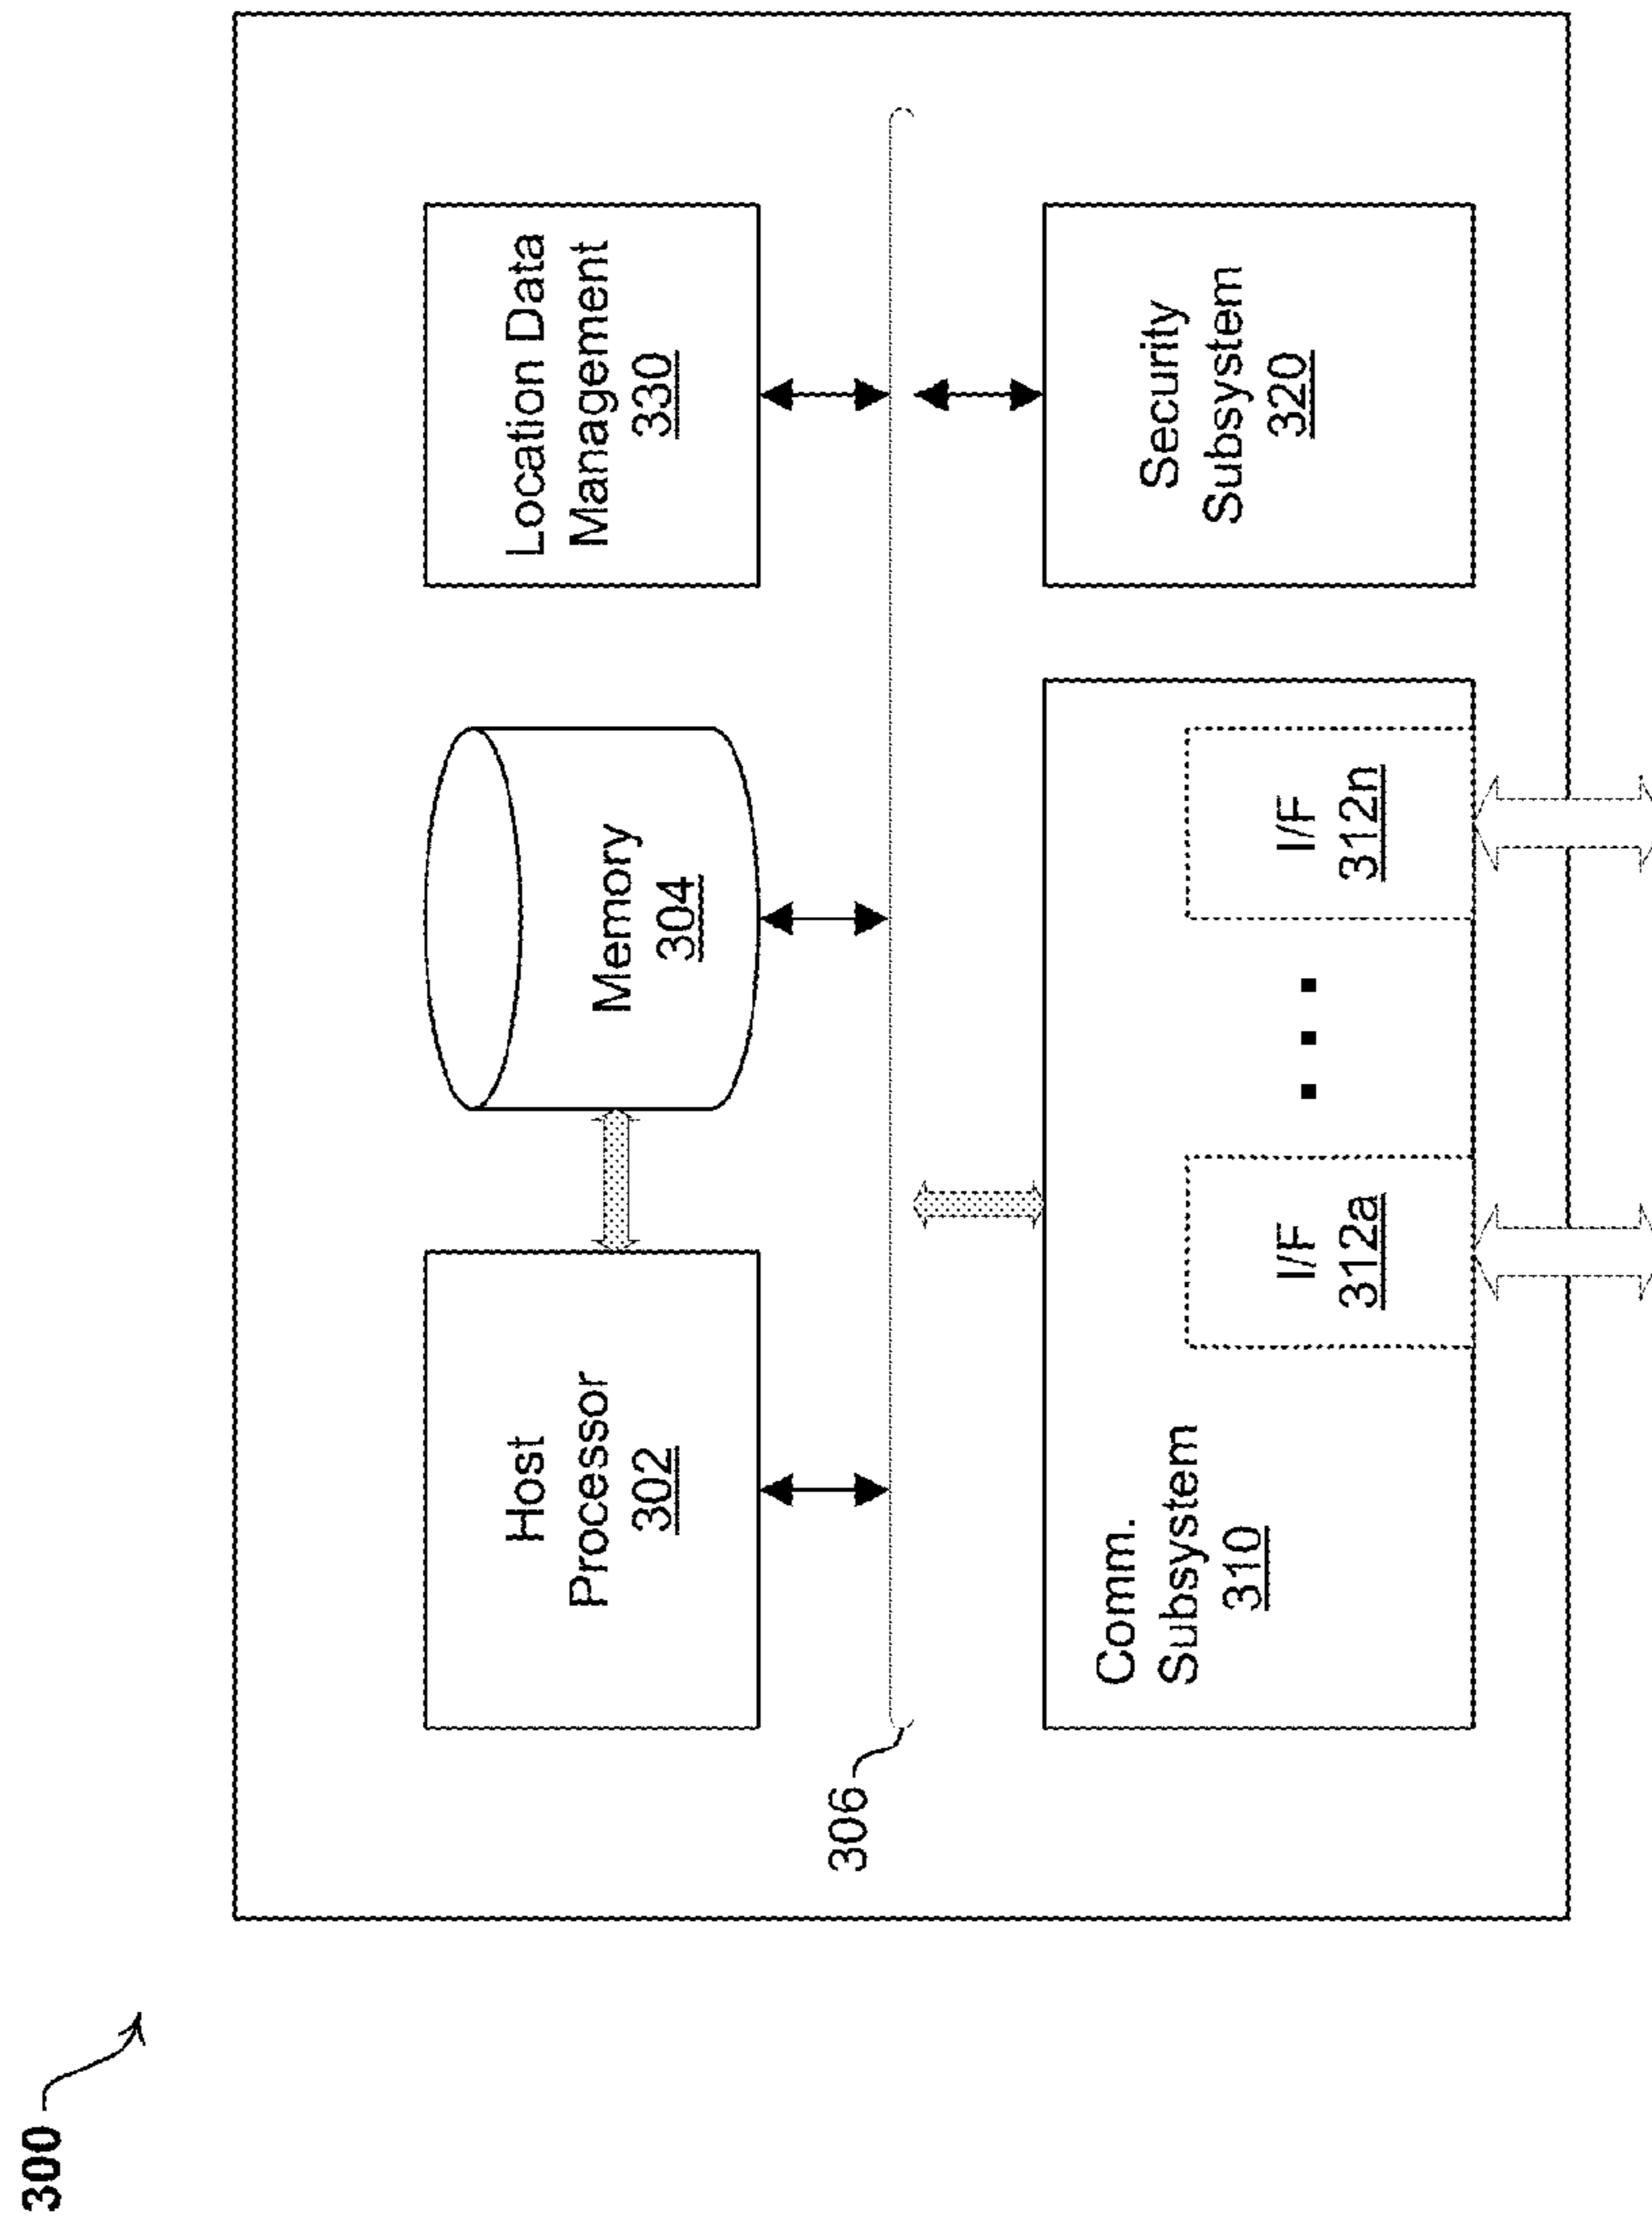 300
Host
Processor
302
Memory
304
Location Data
Management
330
306
Comm.
Subsystem
310
I/F
312a
I/F
312n
Security
Subsystem
320